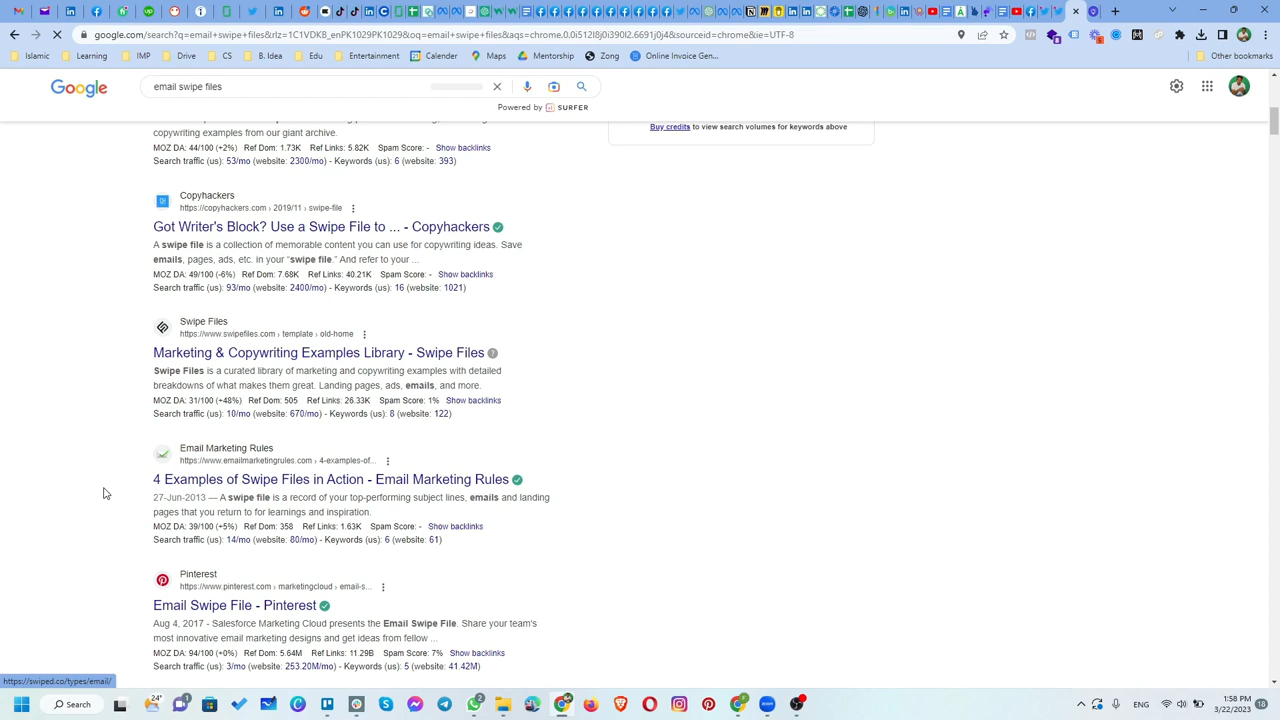 google.com/search?q=email+swipe+files&rlz=1C1VDKB_enPK1029PK1029&oq=email+swipe+files&aqs=chrome.0.0i512l8j0i390l2.6691j0j4&sourceid=chrome&ie=UTF-8
Islamic
Learning
IMP
Drive
CS
B. Idea
Edu
Entertainment
Zongart
Calendar
Maps
Mixkit
Google
Mentorship
Zong
Online Invoice Gen...
Other bookmarks
Google
email swipe files
Powered by SURFER
copywriting examples from our giant archive.
Buy credits to view search volumes for keywords above
MOZ DA: 44/100 (+2%) Ref Dom: 1.73K Ref Links: 5.82K Spam Score: - Show backlinks
Search traffic (us): 53/mo (website: 2300/mo) - Keywords (us): 6 (website: 393)
Copyhackers
https://copyhackers.com › 2019/11 › swipe-file
Got Writer's Block? Use a Swipe File to ... - Copyhackers
A swipe file is a collection of memorable content you can use for copywriting ideas. Save
emails, pages, ads, etc. in your “swipe file.” And refer to your ...
MOZ DA: 49/100 (-6%) Ref Dom: 7.68K Ref Links: 40.21K Spam Score: - Show backlinks
Search traffic (us): 93/mo (website: 2400/mo) - Keywords (us): 16 (website: 1021)
Swipe Files
https://www.swipefiles.com › template › old-home
Marketing & Copywriting Examples Library - Swipe Files
Swipe Files is a curated library of marketing and copywriting examples with detailed
breakdowns of what makes them great. Landing pages, ads, emails, and more.
MOZ DA: 31/100 (+48%) Ref Dom: 505 Ref Links: 26.33K Spam Score: 1% Show backlinks
Search traffic (us): 10/mo (website: 670/mo) - Keywords (us): 8 (website: 122)
Email Marketing Rules
https://www.emailmarketingrules.com › 4-examples-of...
4 Examples of Swipe Files in Action - Email Marketing Rules
27-Jun-2013 — A swipe file is a record of your top-performing subject lines, emails and landing
pages that you return to for learnings and inspiration.
MOZ DA: 39/100 (+5%) Ref Dom: 358 Ref Links: 1.63K Spam Score: - Show backlinks
Search traffic (us): 14/mo (website: 80/mo) - Keywords (us): 6 (website: 61)
Pinterest
https://www.pinterest.com › marketingcloud › email-s...
Email Swipe File - Pinterest
Aug 4, 2017 - Salesforce Marketing Cloud presents the Email Swipe File. Share your team's
most innovative email marketing designs and get ideas from fellow ...
MOZ DA: 94/100 (+0%) Ref Dom: 5.64M Ref Links: 11.29B Spam Score: 7% Show backlinks
Search traffic (us): 3/mo (website: 253.20M/mo) - Keywords (us): 5 (website: 41.42M)
https://swiped.co/types/email/
Search
24°
ENG
1:58 PM
3/22/2023